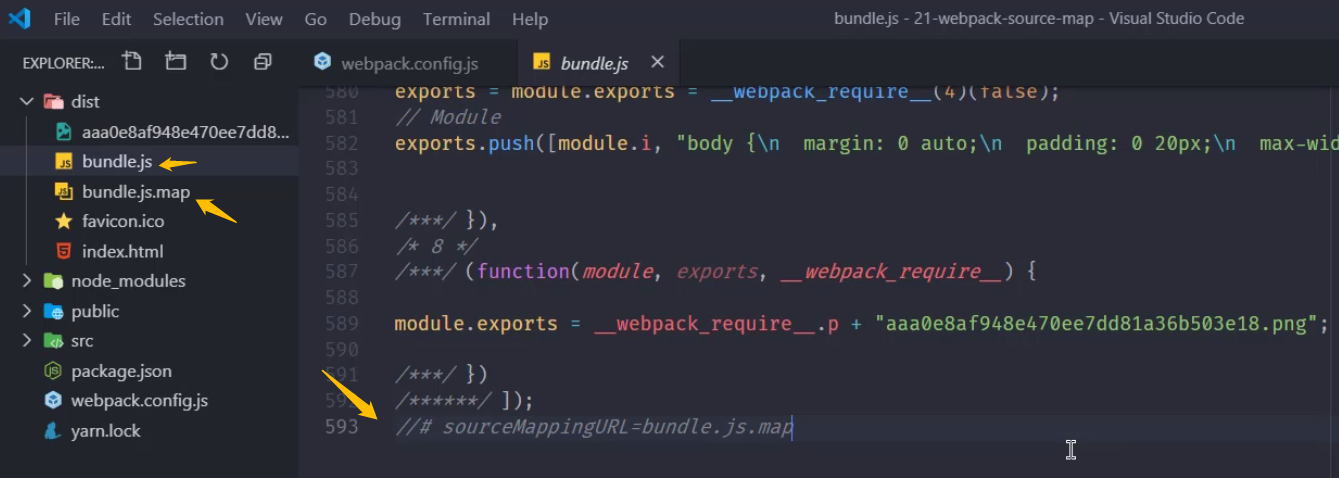 File Edit Selection View Go Debug Terminal Help bundle.js - 21-webpack-source-map - Visual Studio Code
EXPLORER:...
dist
aaa0e8af948e470ee7dd8...
JS bundle.js
JS bundle.js.map
favicon.ico
index.html
node_modules
public
src
package.json
webpack.config.js
yarn.lock
webpack.config.js JS bundle.js
580 exports = module.exports = __webpack_require__(4)(false);
581 // Module
582 exports.push([module.i, "body {\n  margin: 0 auto;\n  padding: 0 20px;\n  max-wid
583
584
585 /***/ }),
586 /* 8 */
587 /***/ (function(module, exports, __webpack_require__) {
588
589 module.exports = __webpack_require__.p + "aaa0e8af948e470ee7dd81a36b503e18.png";
590
591 /***/ })
592 /******/ ]);
593 //# sourceMappingURL=bundle.js.map